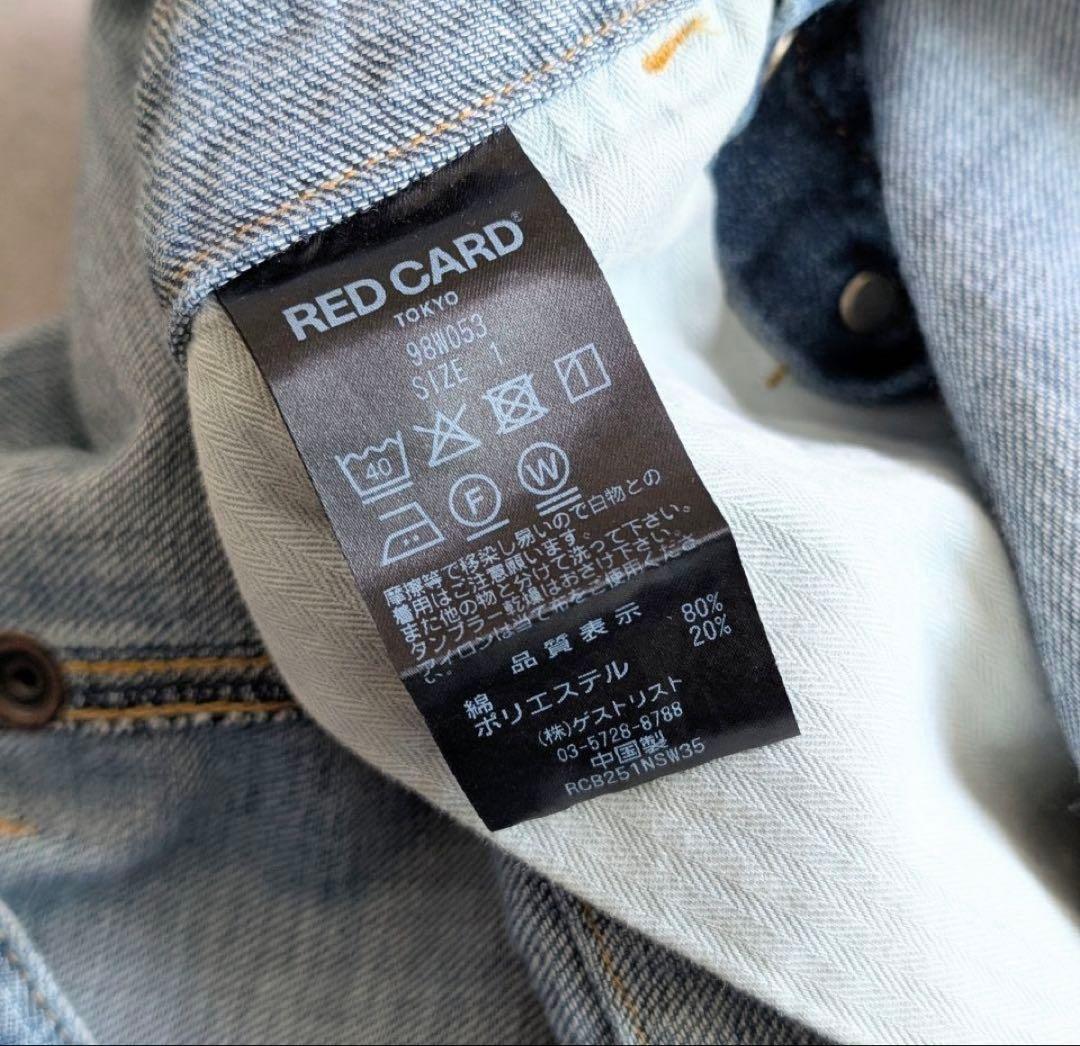 RED CARD®
TOKYO
98W053
SIZE 1
40
F W
摩擦等で移染し易いので白物との
着用はご注意願います。
また他の物と分けて洗って下さい。
タンブラー乾燥はおさけ下さい。
アイロンは当て布をご使用くださ
い。
品質表示
綿 80%
ポリエステル 20%
(株)ゲストリスト
03-5728-8788
中国製
RCB251NSW35